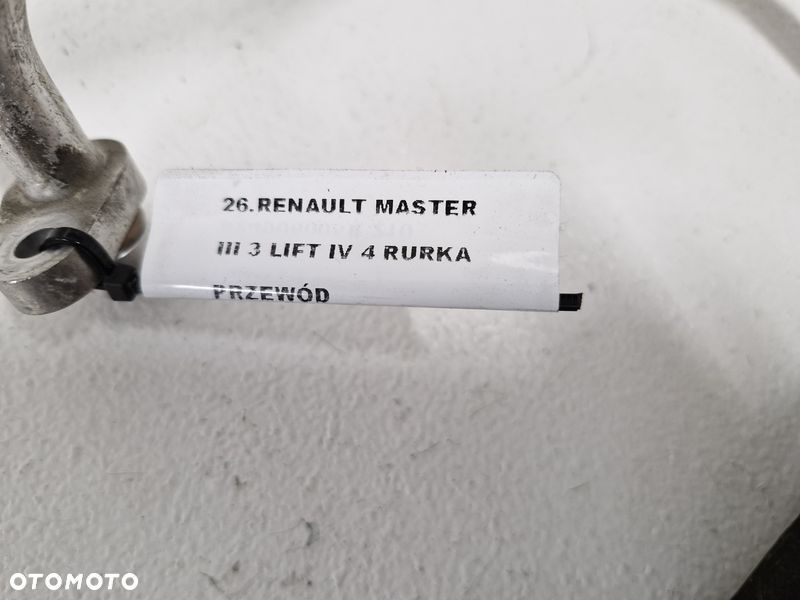 26.RENAULT MASTER
III 3 LIFT IV 4 RURKA
PRZEWÓD
OTOMOTO